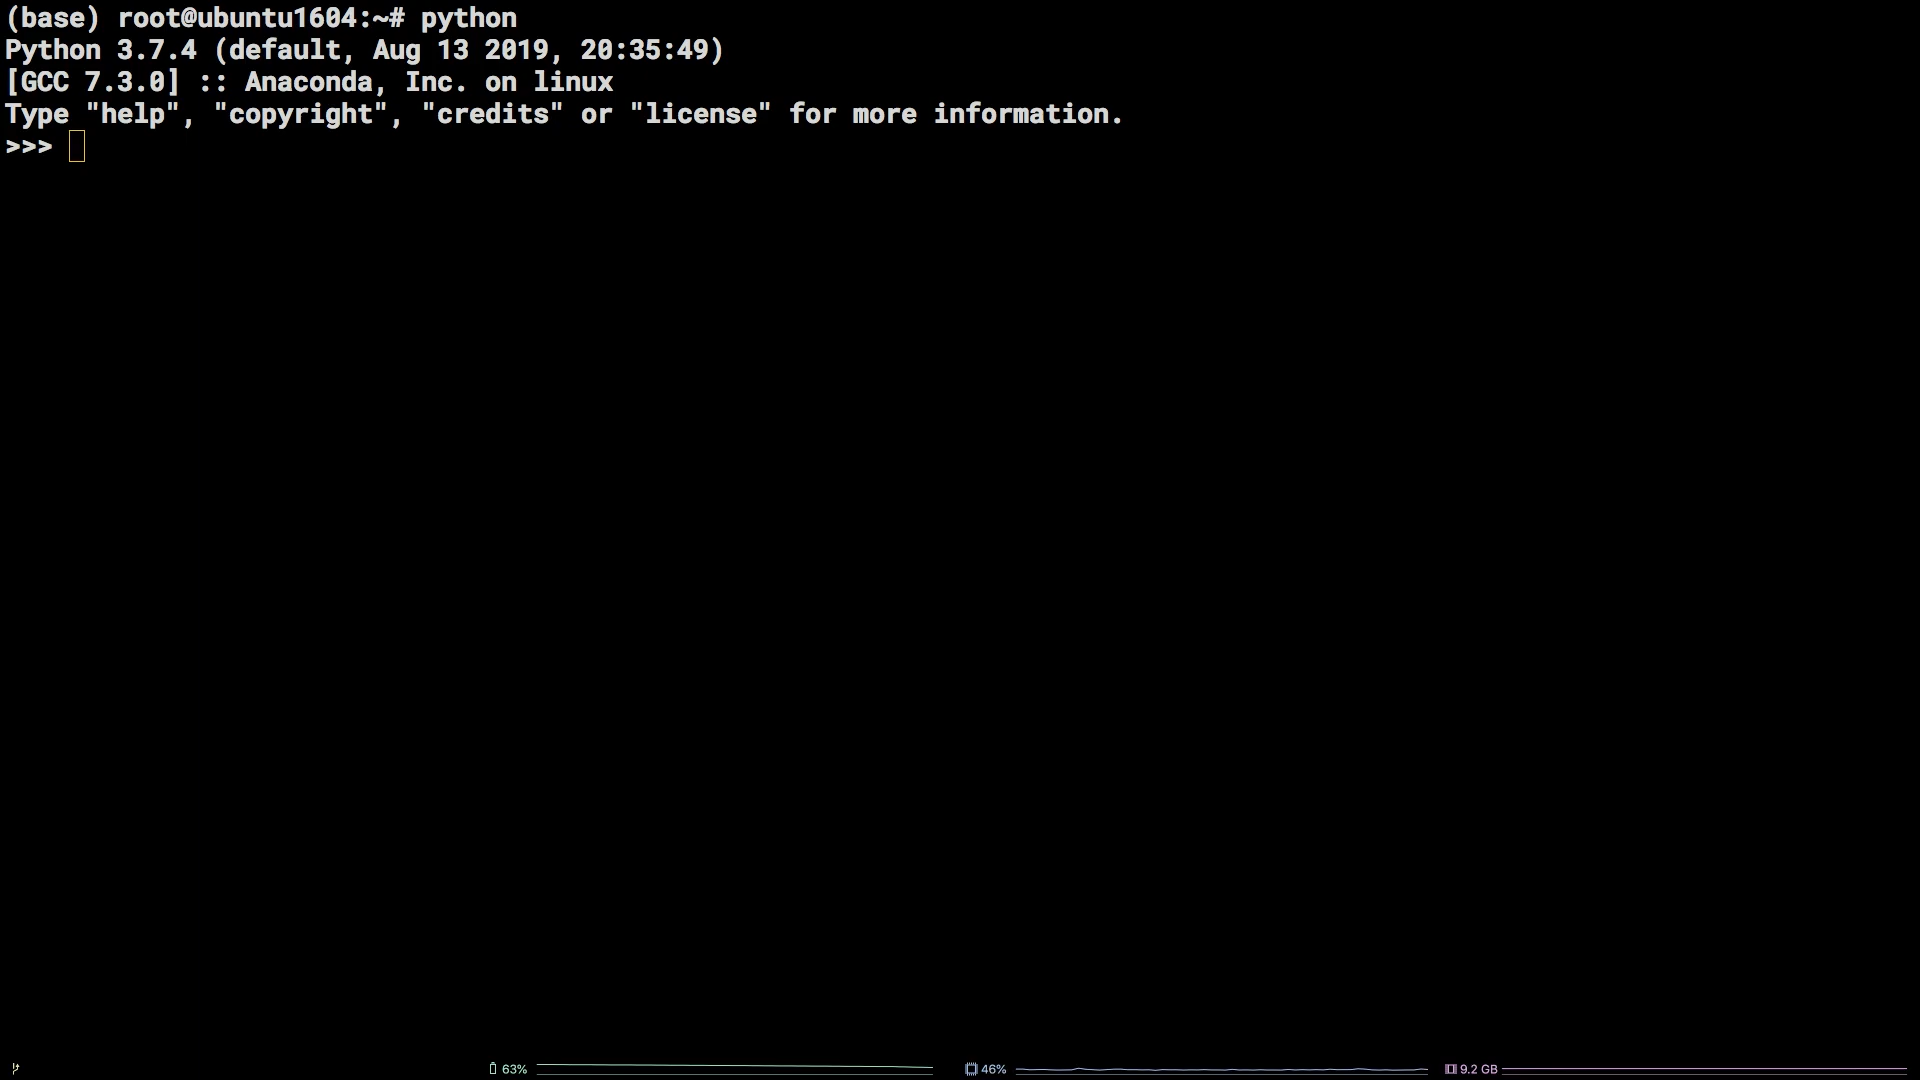 (base) root@ubuntu1604:~# python
Python 3.7.4 (default, Aug 13 2019, 20:35:49)
[GCC 7.3.0] :: Anaconda, Inc. on linux
Type "help", "copyright", "credits" or "license" for more information.
>>>
63% 46% 9.2 GB